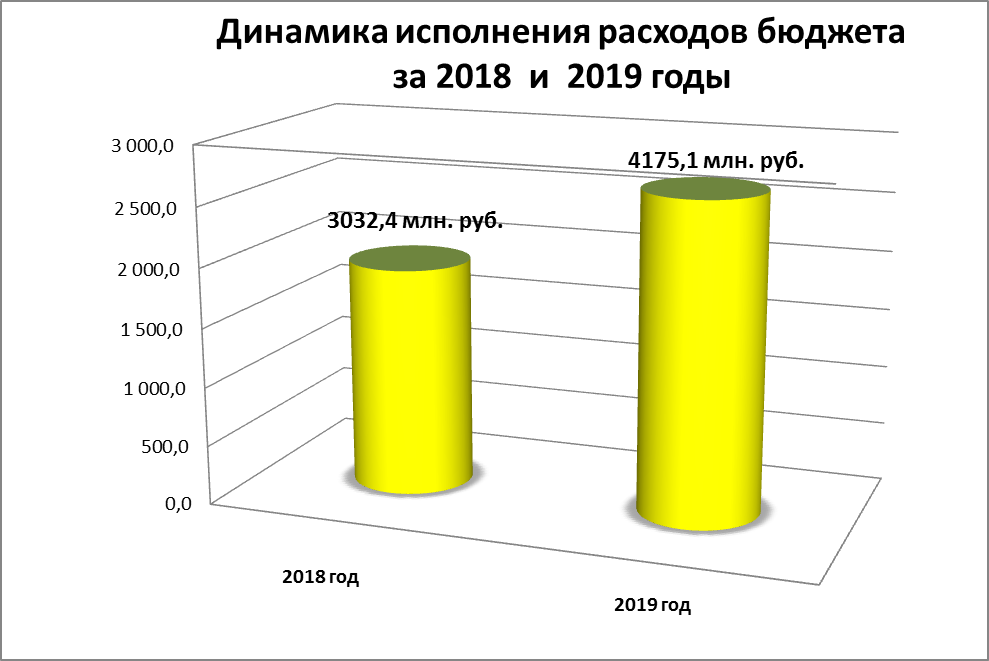 Динамика исполнения расходов бюджета
за 2018 и 2019 годы
3 000,0
2 500,0
2 000,0
1 500,0
1 000,0
500,0
0,0
3032,4 млн. руб.
4175,1 млн. руб.
2018 год
2019 год